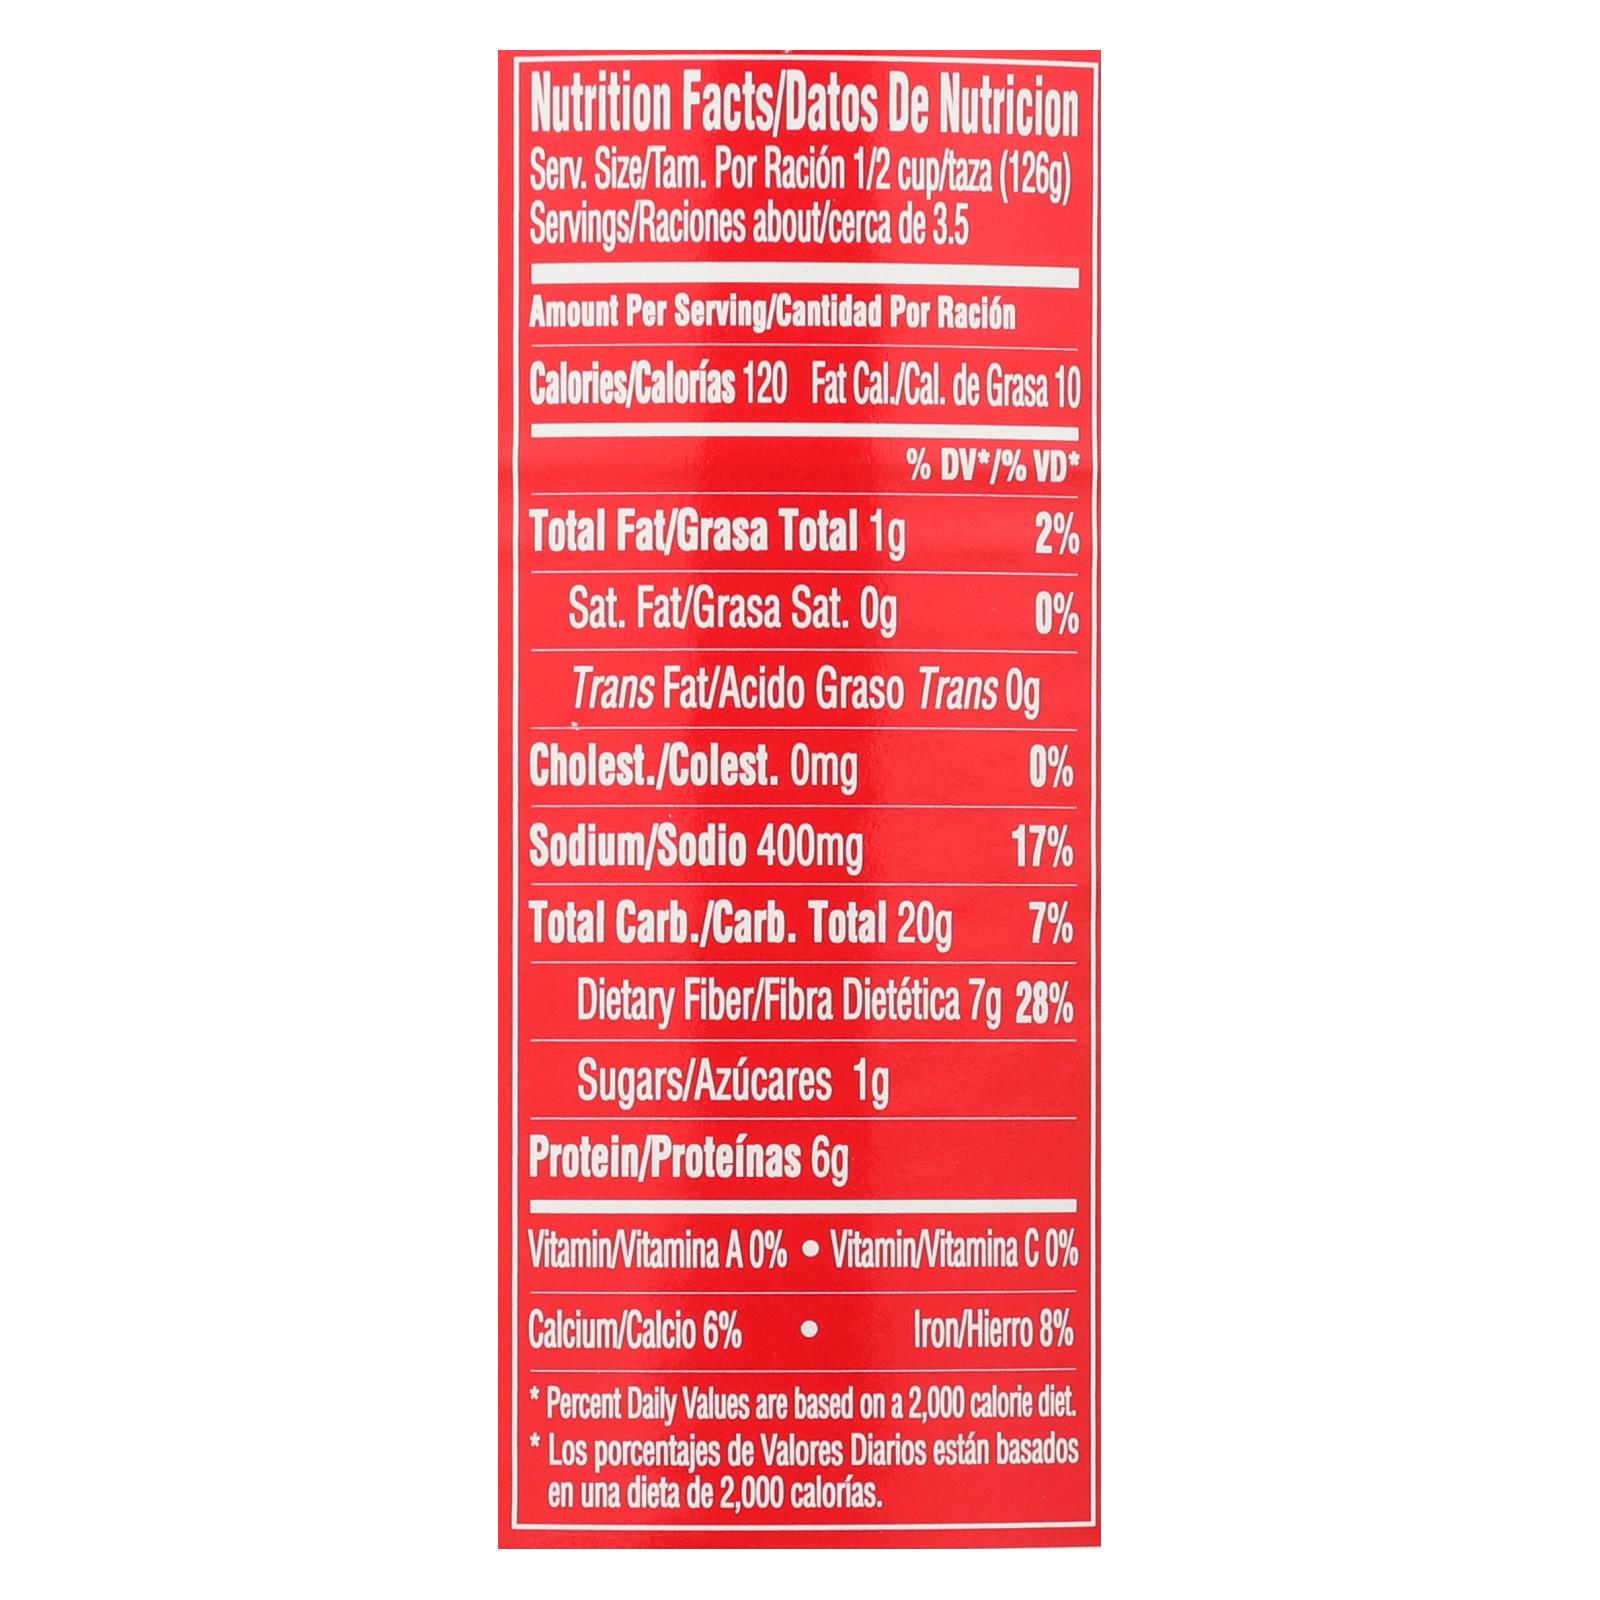 Nutrition Facts/Datos De Nutricion
Serv. Size/Tam. Por Ración 1/2 cup/taza (126g)
Servings/Raciones about/cerca de 3.5
Amount Per Serving/Cantidad Por Ración
Calories/Calorías 120 Fat Cal./Cal. de Grasa 10
% DV*/% VD*
Total Fat/Grasa Total 1g 2%
Sat. Fat/Grasa Sat. 0g 0%
Trans Fat/Acido Graso Trans 0g
Cholest./Colest. 0mg 0%
Sodium/Sodio 400mg 17%
Total Carb./Carb. Total 20g 7%
Dietary Fiber/Fibra Dietética 7g 28%
Sugars/Azúcares 1g
Protein/Proteínas 6g
Vitamin/Vitamina A 0% • Vitamin/Vitamina C 0%
Calcium/Calcio 6% • Iron/Hierro 8%
* Percent Daily Values are based on a 2,000 calorie diet.
* Los porcentajes de Valores Diarios están basados
en una dieta de 2,000 calorías.